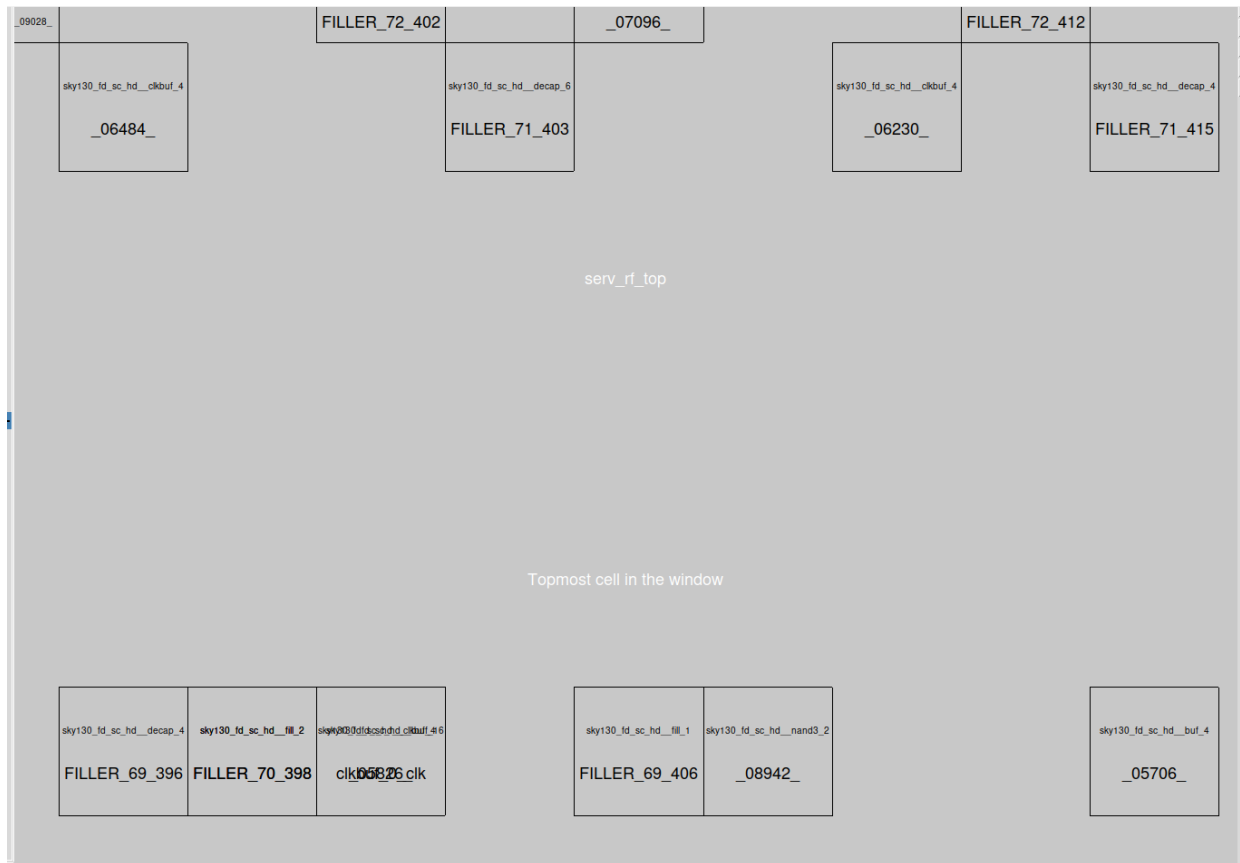 _09028_
FILLER_72_402
_07096_
FILLER_72_412
sky130_fd_sc_hd__clkbuf_4
_06484_
sky130_fd_sc_hd__decap_6
FILLER_71_403
sky130_fd_sc_hd__clkbuf_4
_06230_
sky130_fd_sc_hd__decap_4
FILLER_71_415
serv_rf_top
Topmost cell in the window
sky130_fd_sc_hd__decap_4
FILLER_69_396
sky130_fd_sc_hd__fill_2
FILLER_70_398
sky130_fd_sc_hd__fill_1
FILLER_69_406
sky130_fd_sc_hd__nand3_2
_08942_
sky130_fd_sc_hd__buf_4
_05706_